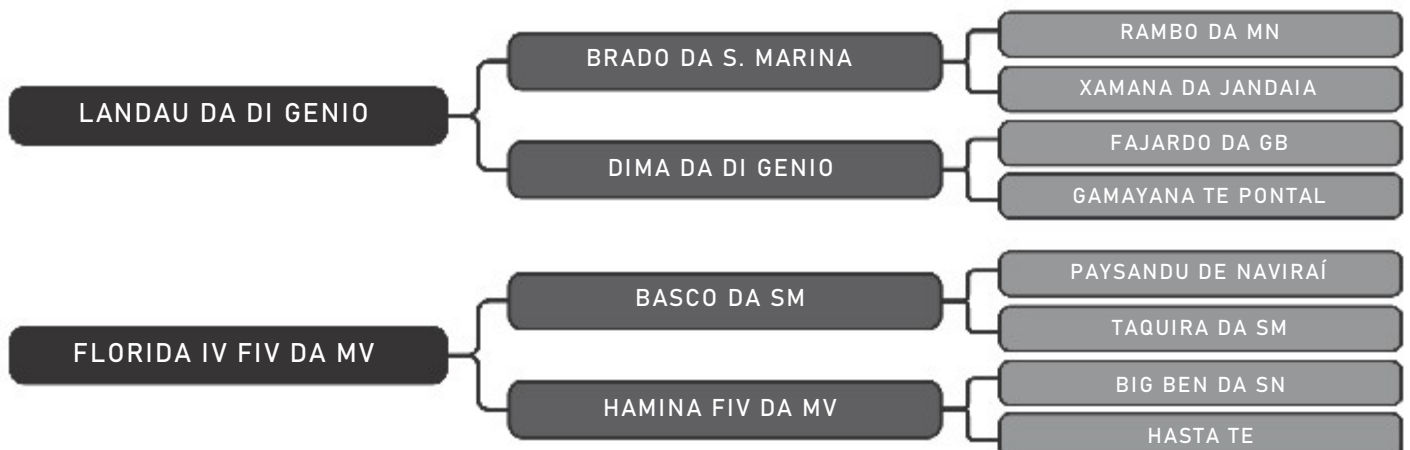 RAMBO DA MN
BRADO DA S. MARINA
XAMANA DA JANDAIA
LANDAU DA DI GENIO
FAJARDO DA GB
DIMA DA DI GENIO
GAMAYANA TE PONTAL
PAYSANDU DE NAVIRAÍ
BASCO DA SM
TAQUIRA DA SM
FLORIDA IV FIV DA MV
BIG BEN DA SN
HAMINA FIV DA MV
HASTA TE